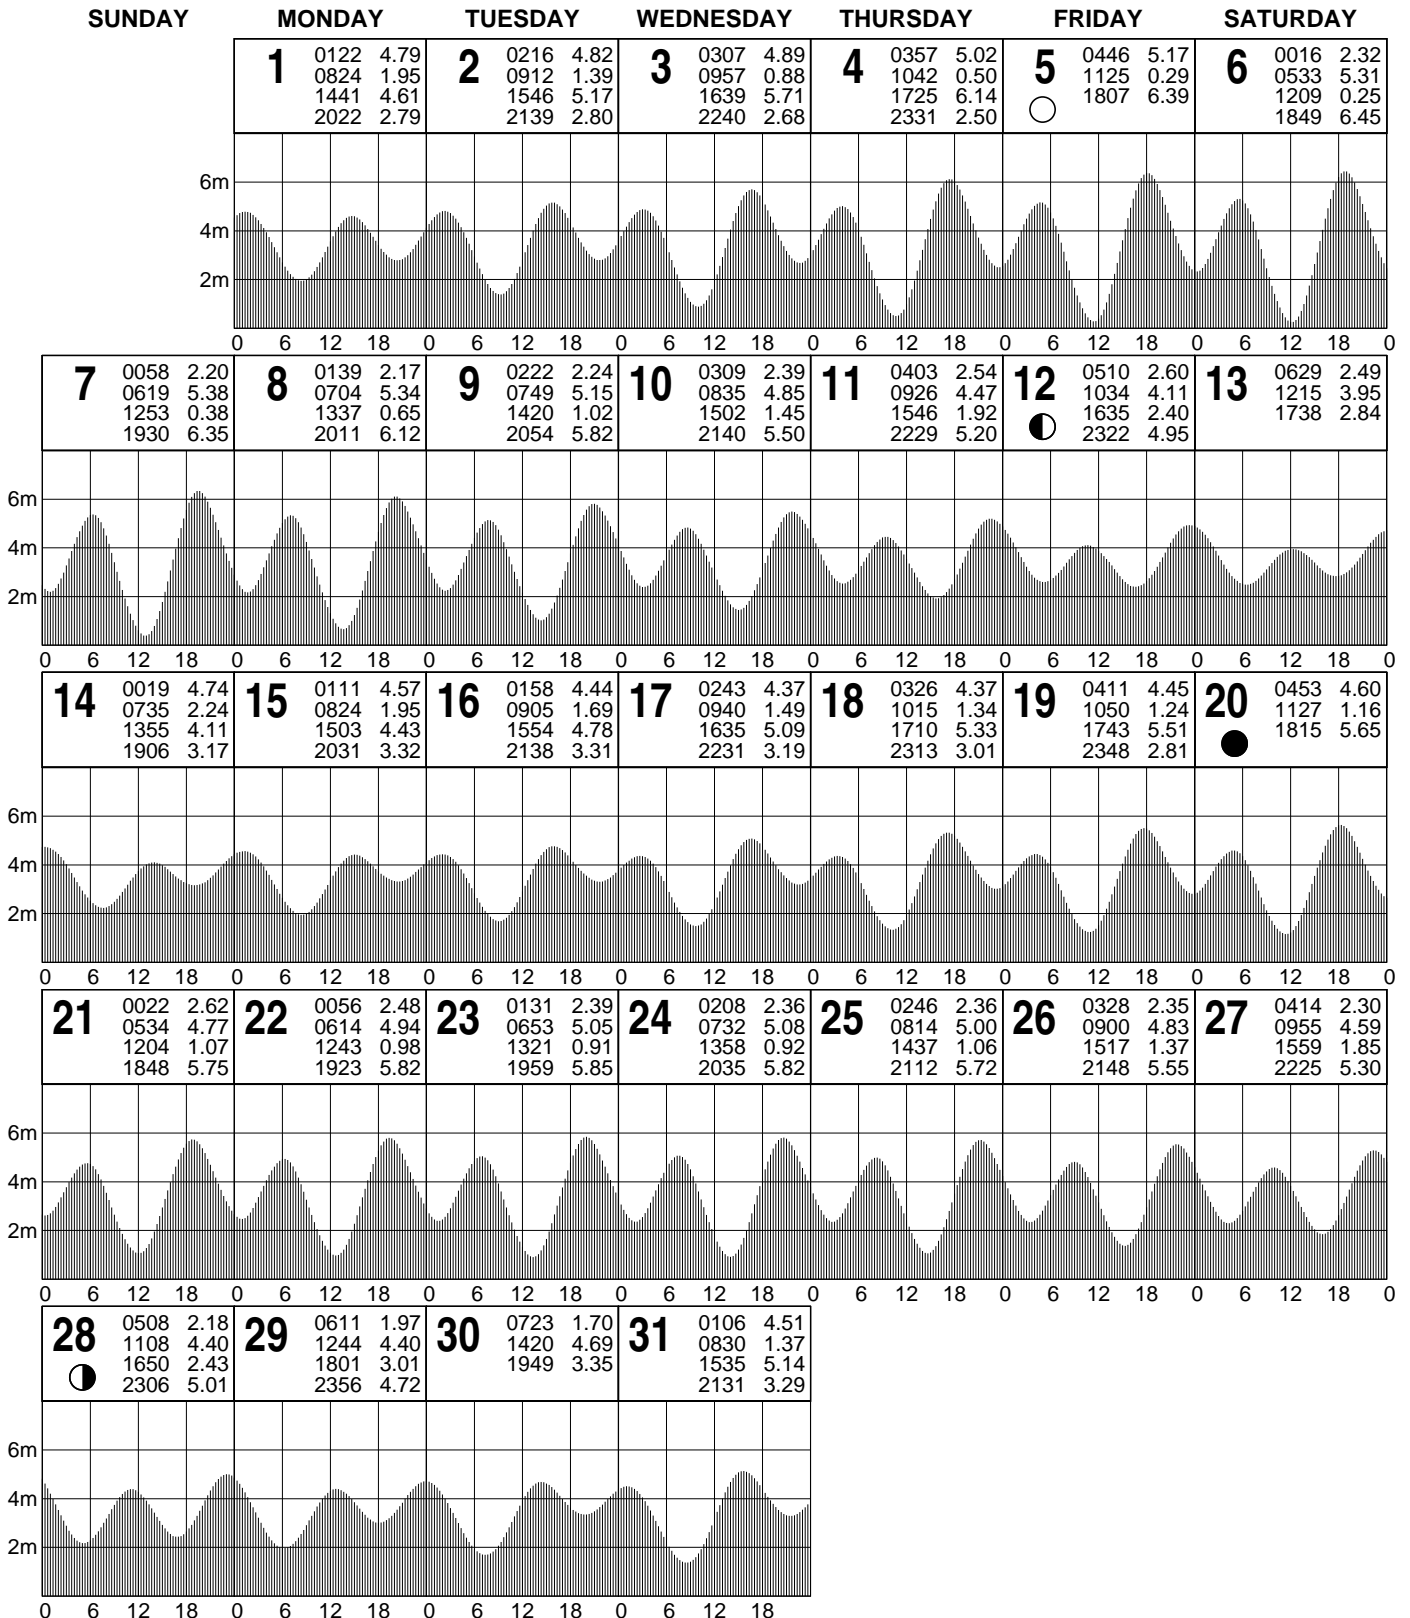 SUNDAY MONDAY TUESDAY WEDNESDAY THURSDAY FRIDAY SATURDAY
1 0122 4.79 2 0216 4.82 3 0307 4.89 4 0357 5.02 5 0446 5.17 6 0016 2.32
0824 1.95 0912 1.39 0957 0.88 1042 0.50 1125 0.29 0533 5.31
1441 4.61 1546 5.17 1639 5.71 1725 6.14 1807 6.39 1209 0.25
2022 2.79 2139 2.80 2240 2.68 2331 2.50 1849 6.45
6m
4m
2m
0 6 12 18 0 6 12 18 0 6 12 18 0 6 12 18 0 6 12 18 0 6 12 18 0
7 0058 2.20 8 0139 2.17 9 0222 2.24 10 0309 2.39 11 0403 2.54 12 0510 2.60 13 0629 2.49
0619 5.38 0704 5.34 0749 5.15 0835 4.85 0926 4.47 1034 4.11 1215 3.95
1253 0.38 1337 0.65 1420 1.02 1502 1.45 1546 1.92 1635 2.40 1738 2.84
1930 6.35 2011 6.12 2054 5.82 2140 5.50 2229 5.20 2322 4.95
6m
4m
2m
0 6 12 18 0 6 12 18 0 6 12 18 0 6 12 18 0 6 12 18 0 6 12 18 0 6 12 18 0
14 0019 4.74 15 0111 4.57 16 0158 4.44 17 0243 4.37 18 0326 4.37 19 0411 4.45 20 0453 4.60
0735 2.24 0824 1.95 0905 1.69 0940 1.49 1015 1.34 1050 1.24 1127 1.16
1355 4.11 1503 4.43 1554 4.78 1635 5.09 1710 5.33 1743 5.51 1815 5.65
1906 3.17 2031 3.32 2138 3.31 2231 3.19 2313 3.01 2348 2.81
6m
4m
2m
0 6 12 18 0 6 12 18 0 6 12 18 0 6 12 18 0 6 12 18 0 6 12 18 0 6 12 18 0
21 0022 2.62 22 0056 2.48 23 0131 2.39 24 0208 2.36 25 0246 2.36 26 0328 2.35 27 0414 2.30
0534 4.77 0614 4.94 0653 5.05 0732 5.08 0814 5.00 0900 4.83 0955 4.59
1204 1.07 1243 0.98 1321 0.91 1358 0.92 1437 1.06 1517 1.37 1559 1.85
1848 5.75 1923 5.82 1959 5.85 2035 5.82 2112 5.72 2148 5.55 2225 5.30
6m
4m
2m
0 6 12 18 0 6 12 18 0 6 12 18 0 6 12 18 0 6 12 18 0 6 12 18 0 6 12 18 0
28 0508 2.18 29 0611 1.97 30 0723 1.70 31 0106 4.51
1108 4.40 1244 4.40 1420 4.69 0830 1.37
1650 2.43 1801 3.01 1949 3.35 1535 5.14
2306 5.01 2356 4.72 2131 3.29
6m
4m
2m
0 6 12 18 0 6 12 18 0 6 12 18 0 6 12 18